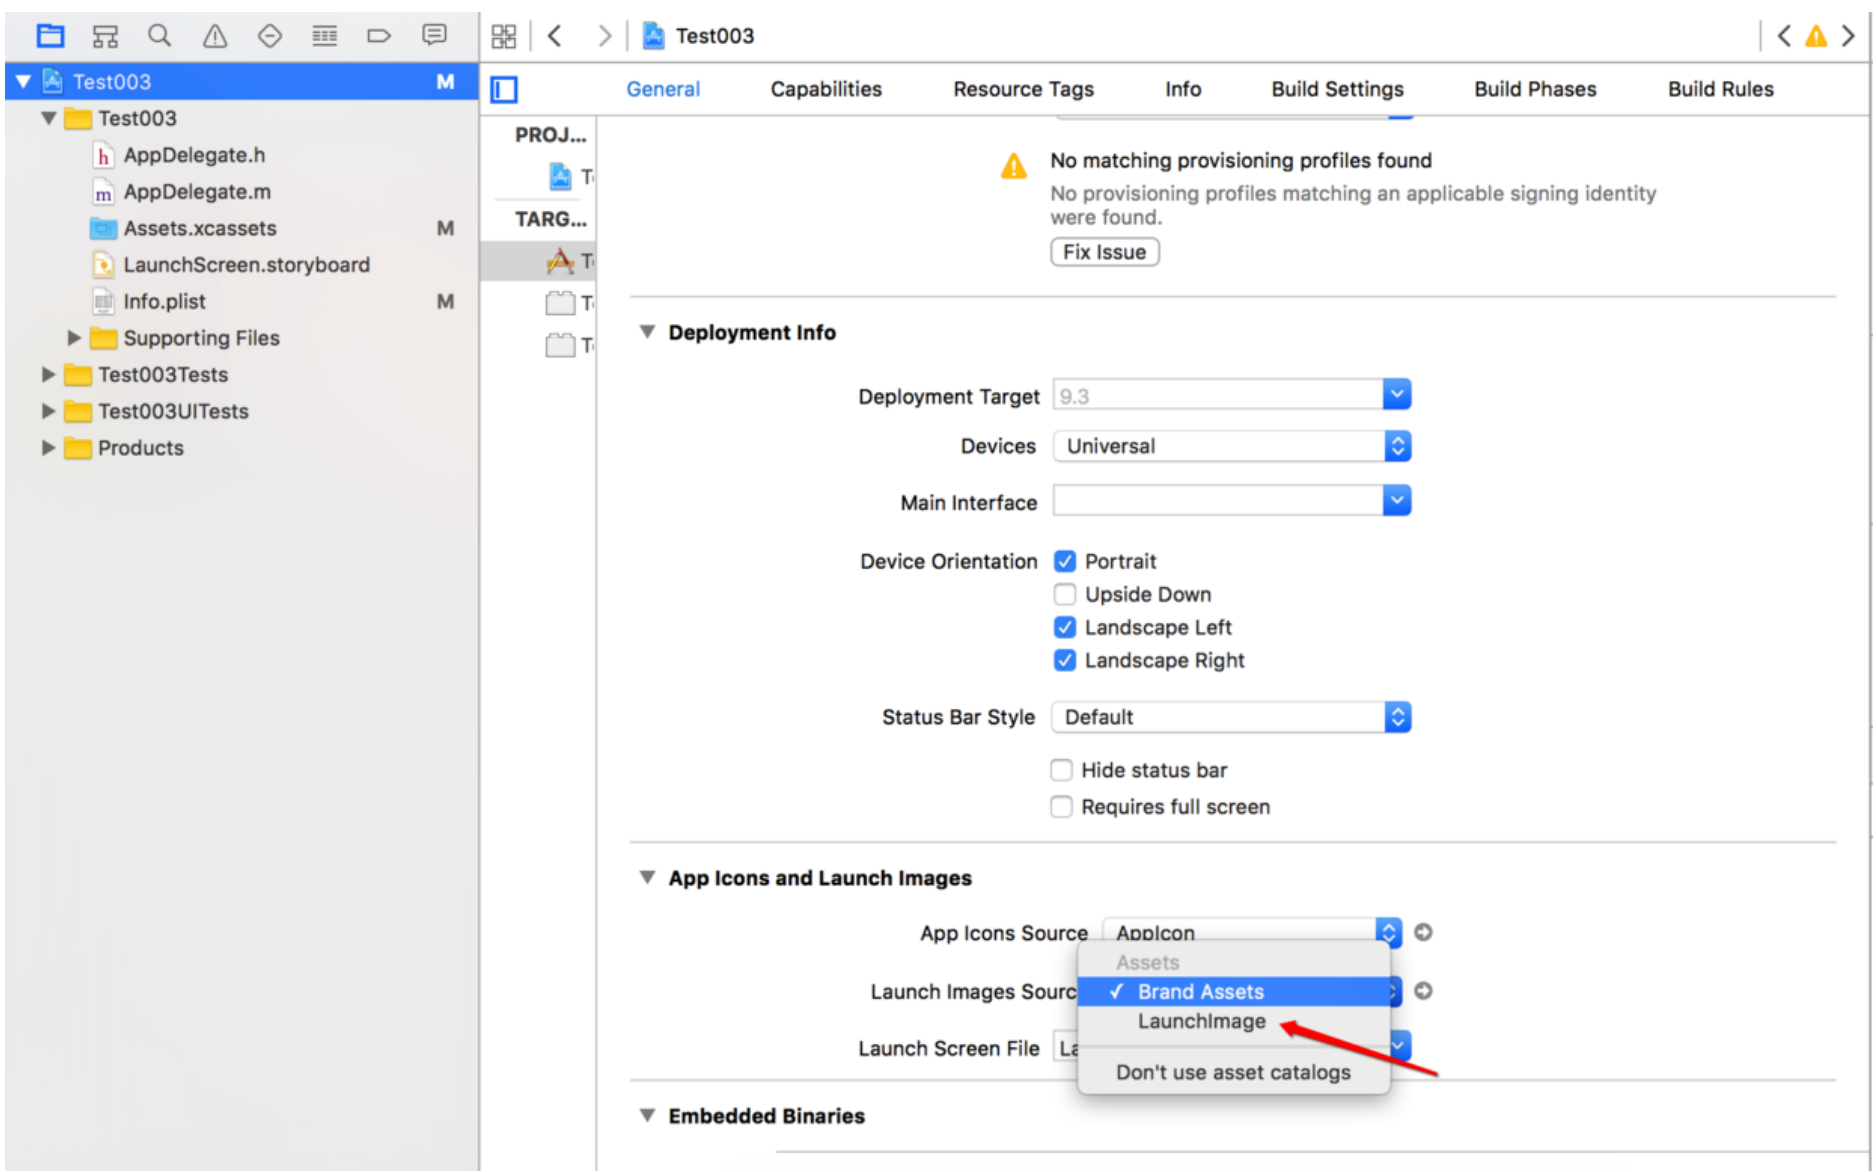 Test003
Test003 M
Test003
h AppDelegate.h
m AppDelegate.m
Assets.xcassets M
LaunchScreen.storyboard
Info.plist M
Supporting Files
Test003Tests
Test003UITests
Products
General Capabilities Resource Tags Info Build Settings Build Phases Build Rules
PROJ...
TARG...
No matching provisioning profiles found
No provisioning profiles matching an applicable signing identity
were found.
Fix Issue
Deployment Info
Deployment Target 9.3
Devices Universal
Main Interface
Device Orientation Portrait
Upside Down
Landscape Left
Landscape Right
Status Bar Style Default
Hide status bar
Requires full screen
App Icons and Launch Images
App Icons Source AppIcon
Assets
Launch Images Sourc Brand Assets
LaunchImage
Launch Screen File
Don't use asset catalogs
Embedded Binaries